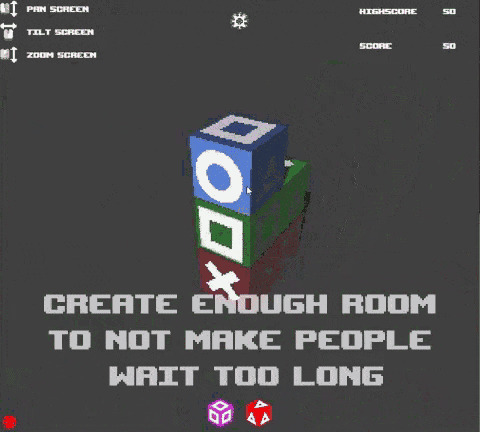 PAN SCREEN
TILT SCREEN
ZOOM SCREEN
HIGHSCORE 50
SCORE 50
CREATE ENOUGH ROOM
TO NOT MAKE PEOPLE
WAIT TOO LONG